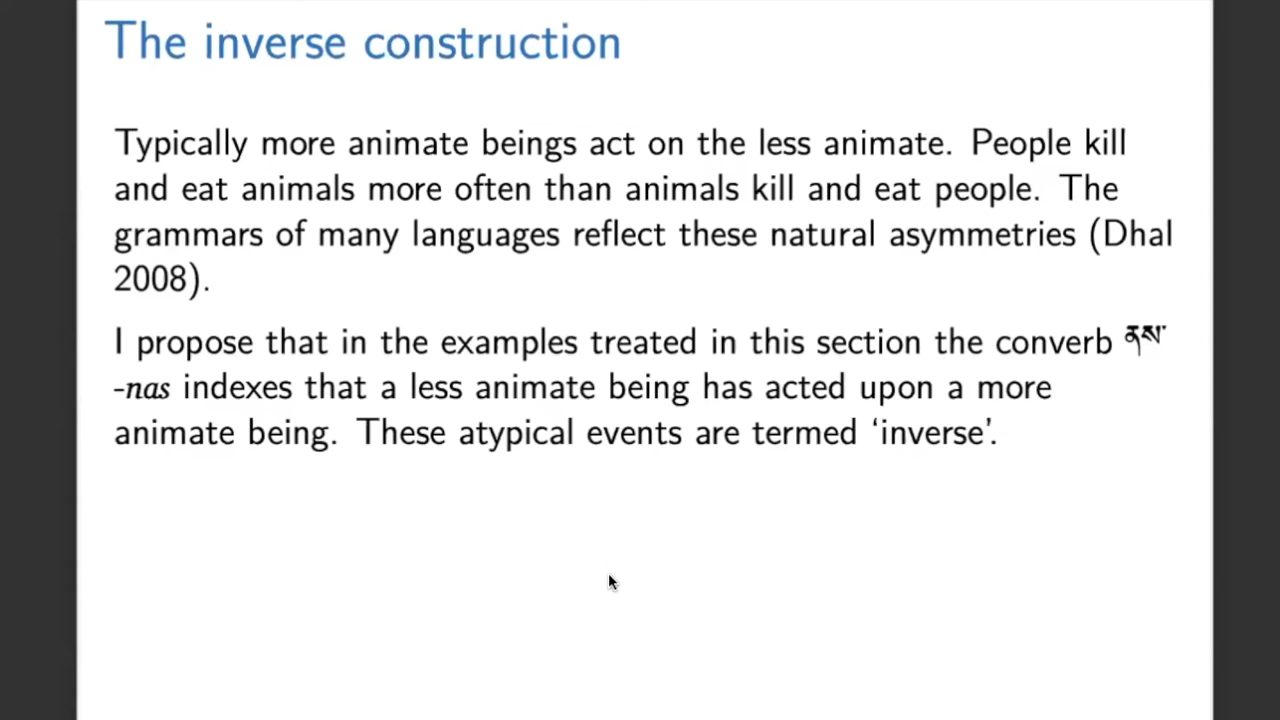 The inverse construction
Typically more animate beings act on the less animate. People kill
and eat animals more often than animals kill and eat people. The
grammars of many languages reflect these natural asymmetries (Dhal
2008).
I propose that in the examples treated in this section the converb ནས་
-nas indexes that a less animate being has acted upon a more
animate being. These atypical events are termed ‘inverse’.